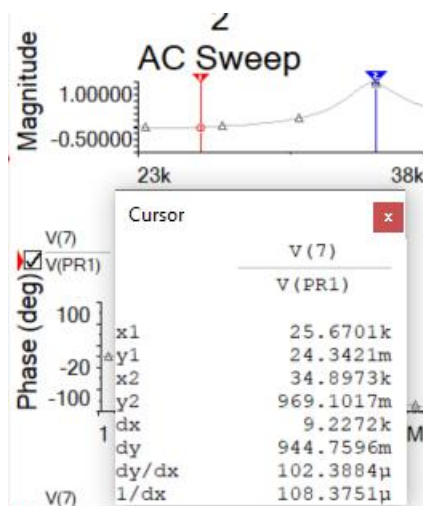 2
AC Sweep
Magnitude
1.00000
-0.50000
1
2
23k
38k
Cursor
x
V(7)
V(PR1)
V(7)
V(PR1)
Phase (deg)
100
-20
-100
1
M
x1 25.6701k
y1 24.3421m
x2 34.8973k
y2 969.1017m
dx 9.2272k
dy 944.7596m
dy/dx 102.3884μ
1/dx 108.3751μ
V(7)